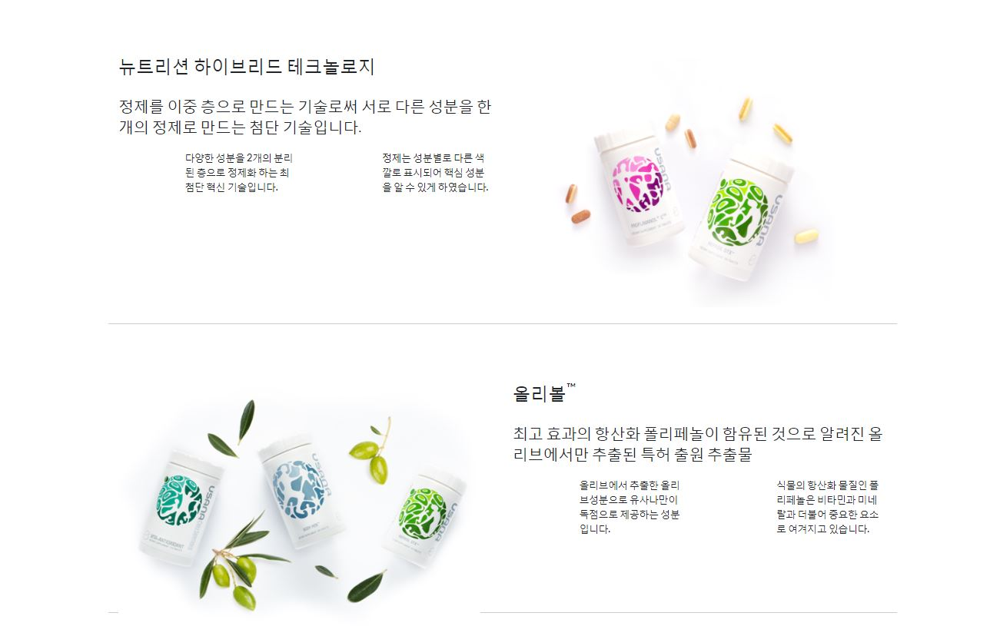 뉴트리션 하이브리드 테크놀로지
정제를 이중 층으로 만드는 기술로써 서로 다른 성분을 한
개의 정제로 만드는 첨단 기술입니다.
다양한 성분을 2개의 분리
된 층으로 정제화 하는 최
첨단 혁신 기술입니다.
정제는 성분별로 다른 색
깔로 표시되어 핵심 성분
을 알 수 있게 하였습니다.
USANA
PROFLAVANOL
USANA
HEPASIL DTX™
올리볼™
최고 효과의 항산화 폴리페놀이 함유된 것으로 알려진 올
리브에서만 추출된 특허 출원 추출물
올리브에서 추출한 올리
브성분으로 유사나만이
독점으로 제공하는 성분
입니다.
식물의 항산화 물질인 폴
리페놀은 비타민과 미네
랄과 더불어 중요한 요소
로 여겨지고 있습니다.
USANA
VITA-ANTIOXIDANT
USANA
BODY
USANA
HEPASIL DTX™